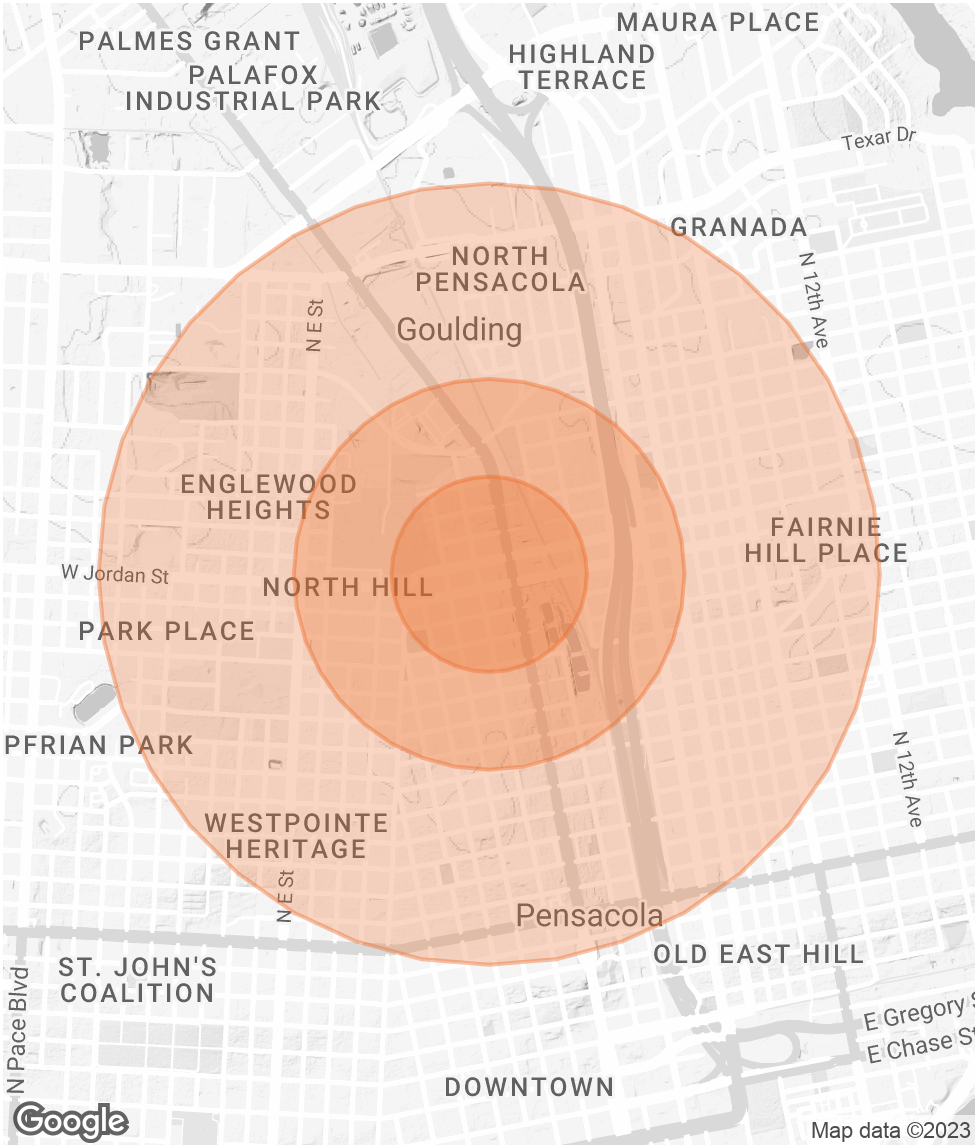 MAURA PLACE
PALMES GRANT
HIGHLAND
TERRACE
PALAFOX
INDUSTRIAL PARK
Texar Dr
GRANADA
NORTH
PENSACOLA
N 12th Ave
N E St
Goulding
ENGLEWOOD
HEIGHTS
FAIRNIE
HILL PLACE
W Jordan St
NORTH HILL
PARK PLACE
PFRIAN PARK
N 12th Ave
WESTPOINTE
HERITAGE
N E St
Pensacola
OLD EAST HILL
ST. JOHN'S
COALITION
N Pace Blvd
E Gregory S
E Chase St
DOWNTOWN
Google
Map data ©2023